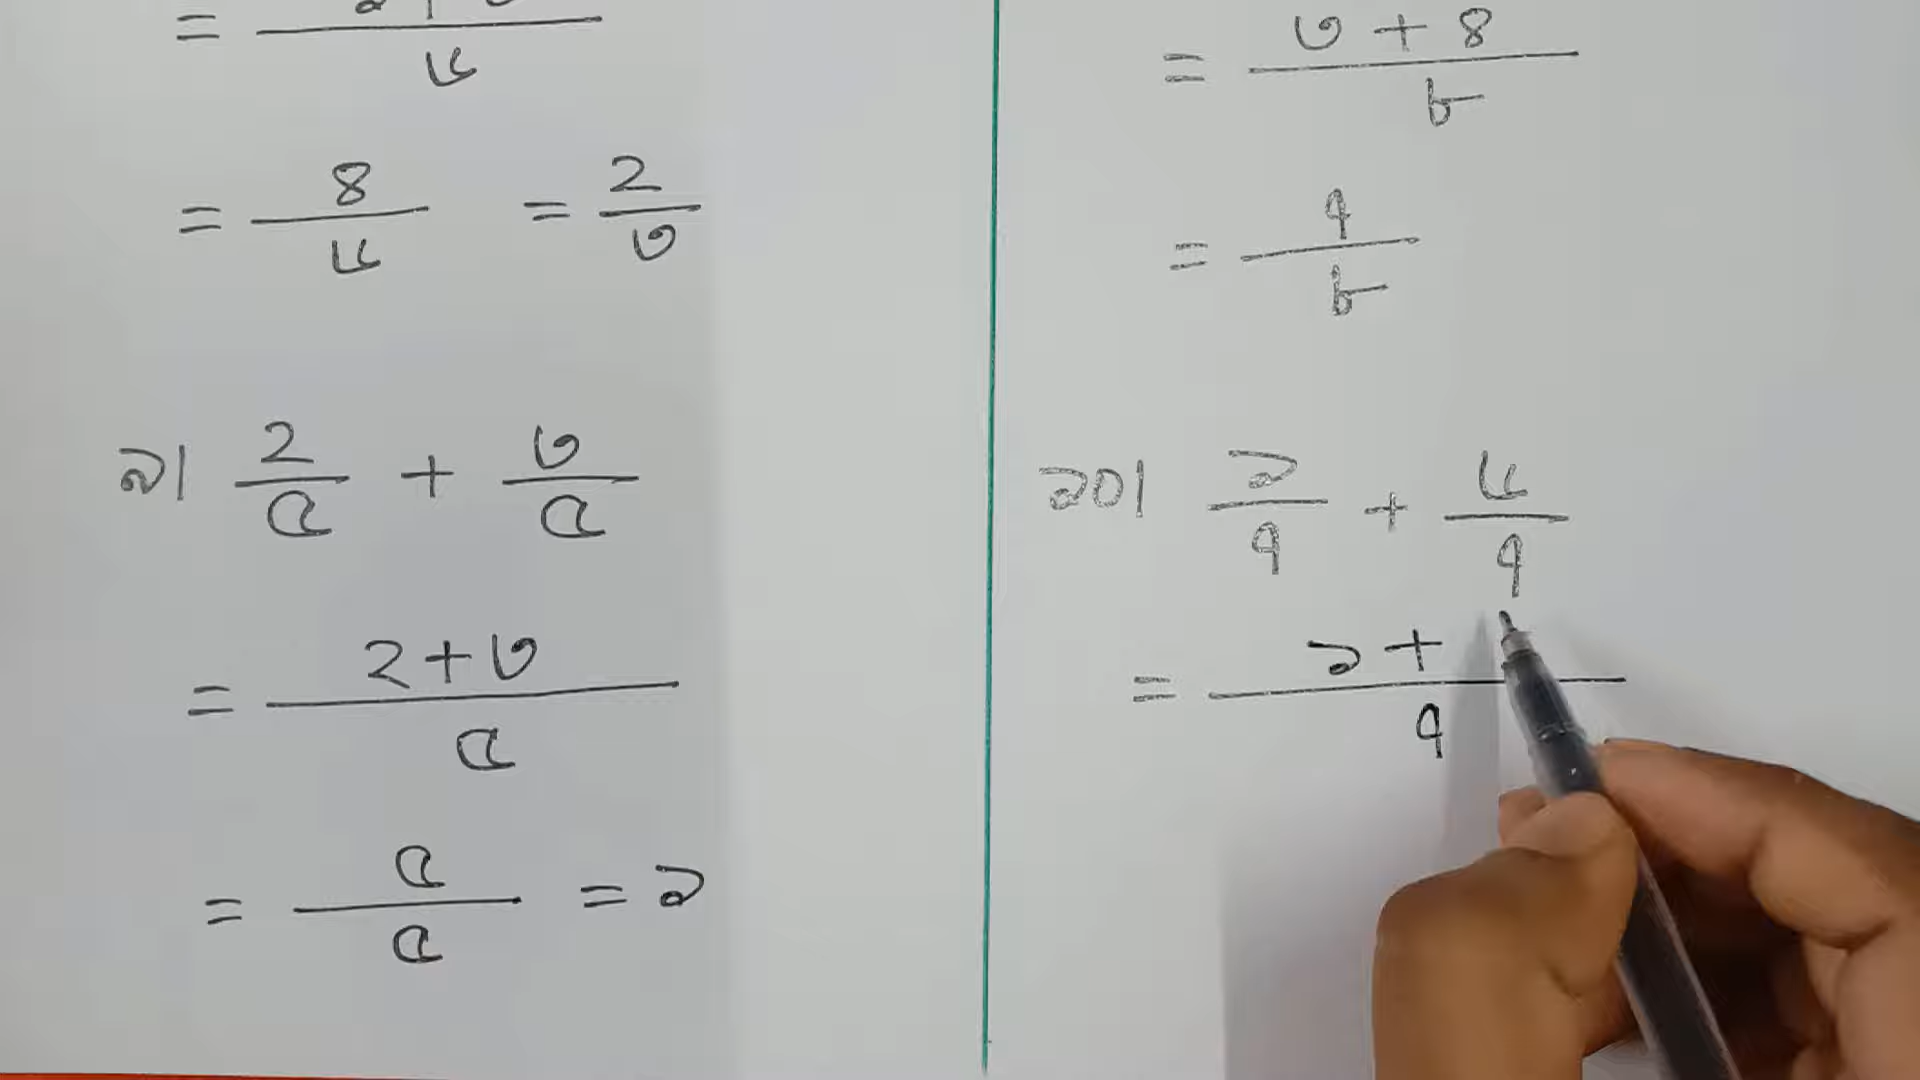 = —/৬
= ৪/৬ = ২/৩
৯। ২/৫ + ৩/৫
= (২+৩)/৫
= ৫/৫ = ১
= (৩+৪)/৮
= ৭/৮
১০। ১/৭ + ৬/৭
= (১+)/৭